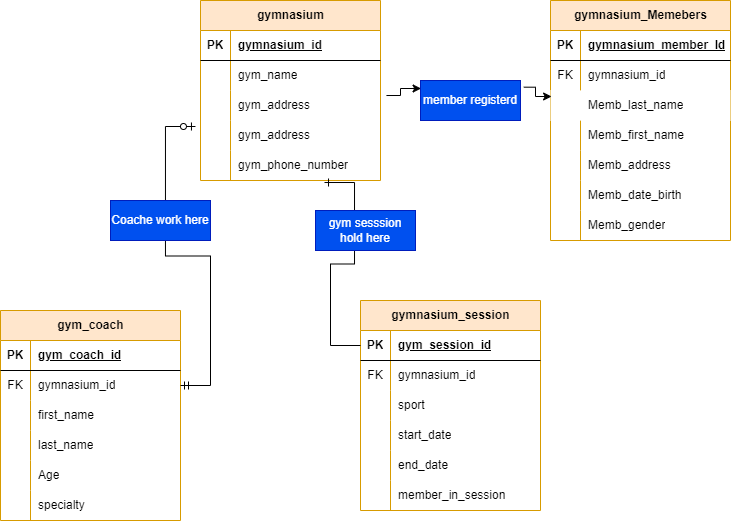 gymnasium
PK gymnasium_id
gym_name
gym_address
gym_address
gym_phone_number
gymnasium_Memebers
PK gymnasium_member_Id
FK gymnasium_id
Memb_last_name
Memb_first_name
Memb_address
Memb_date_birth
Memb_gender
member registerd
Coache work here
gym sesssion
hold here
gym_coach
PK gym_coach_id
FK gymnasium_id
first_name
last_name
Age
specialty
gymnasium_session
PK gym_session_id
FK gymnasium_id
sport
start_date
end_date
member_in_session